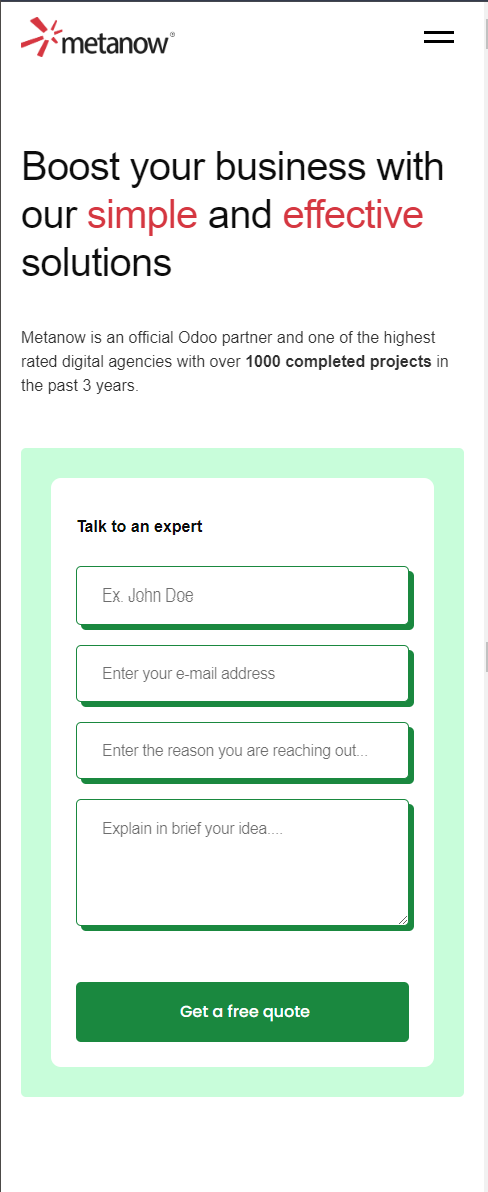 metanow®
Boost your business with
our simple and effective
solutions
Metanow is an official Odoo partner and one of the highest
rated digital agencies with over 1000 completed projects in
the past 3 years.
Talk to an expert
Ex. John Doe
Enter your e-mail address
Enter the reason you are reaching out...
Explain in brief your idea....
Get a free quote